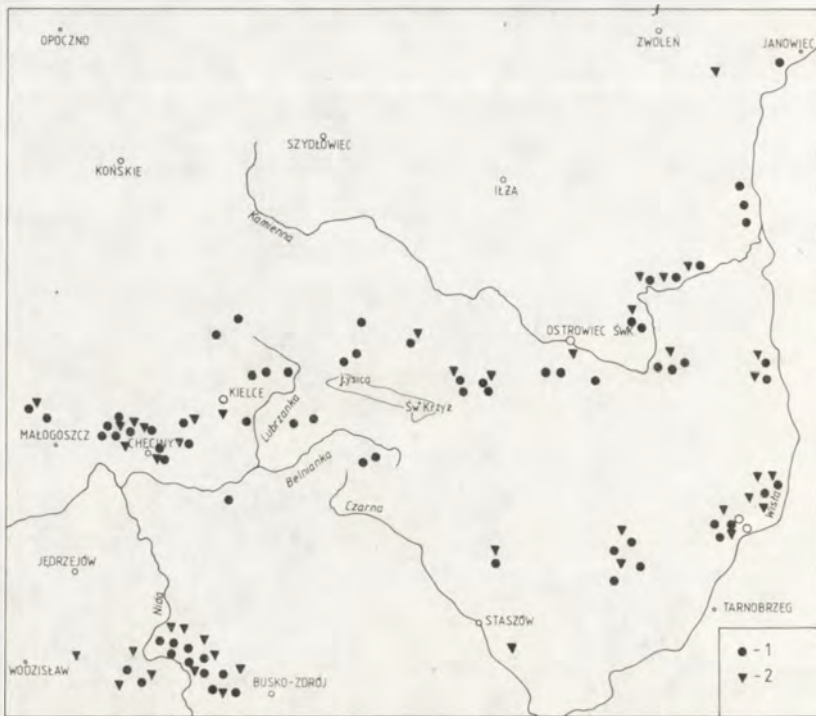 OPOCZNO
ZWOLEŃ
JANOWIEC
SZYDŁOWIEC
KOŃSKIE
IŁŻA
Kamienna
OSTROWIEC ŚWK.
Łysica
KIELCE
Św Krzyż
Lubrzanka
MAŁOGOSZCZ
CHĘCINY
Belnianka
Czarna
Wisła
JĘDRZEJÓW
Nida
TARNOBRZEG
STASZÓW
WODZISŁAW
BUSKO-ZDRÓJ
- 1
- 2